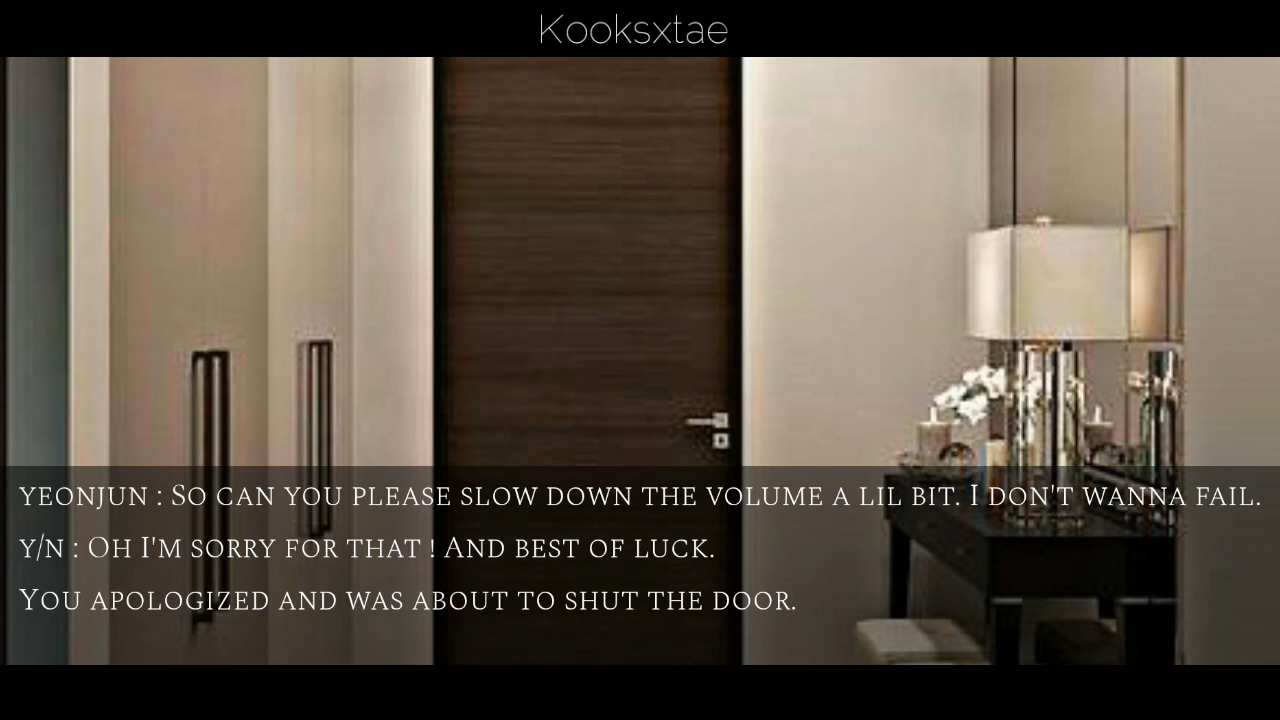 Kooksxtae
yeonjun : So can you please slow down the volume a lil bit. I don't wanna fail.
y/n : Oh I'm sorry for that ! And best of luck.
You apologized and was about to shut the door.